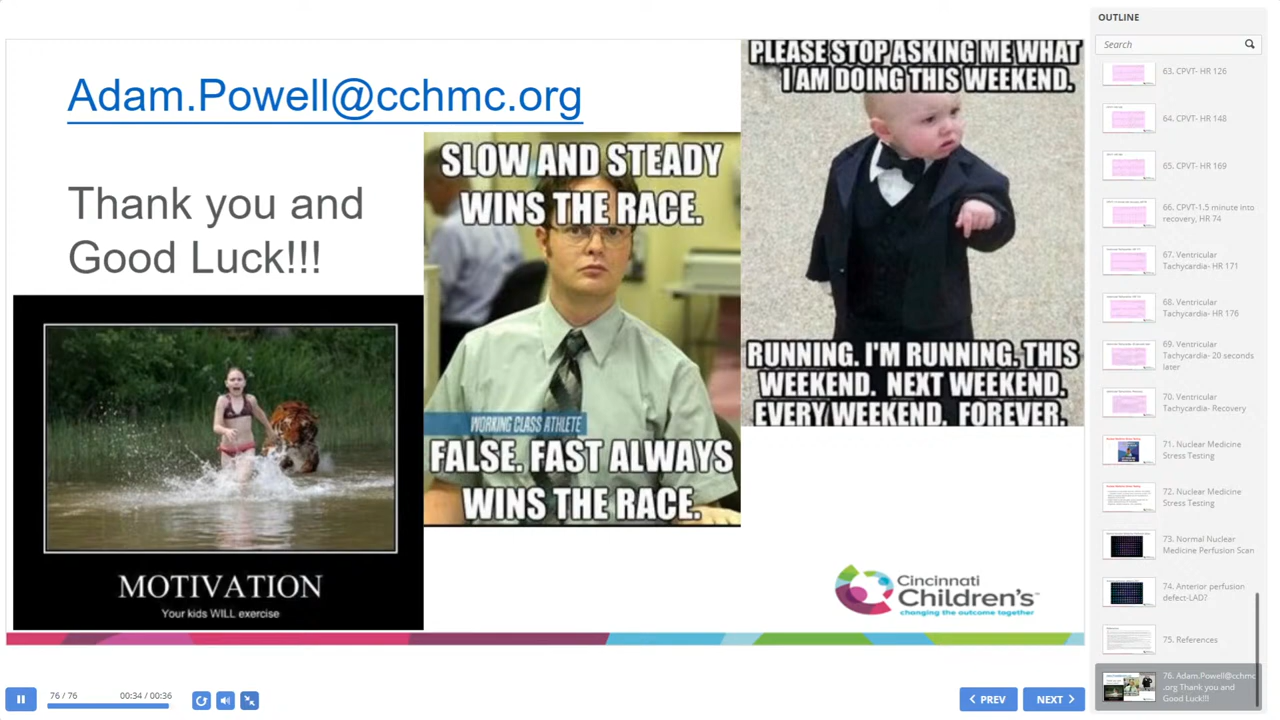 Adam.Powell@cchmc.org
Thank you and
Good Luck!!!
MOTIVATION
Your kids WILL exercise
SLOW AND STEADY
WINS THE RACE.
WORKING CLASS ATHLETE
FALSE. FAST ALWAYS
WINS THE RACE.
PLEASE STOP ASKING ME WHAT
I AM DOING THIS WEEKEND.
RUNNING. I'M RUNNING. THIS
WEEKEND. NEXT WEEKEND.
EVERY WEEKEND. FOREVER.
Cincinnati
Children's
changing the outcome together
76 / 76
00:34 / 00:36
PREV
NEXT
OUTLINE
Search
63. CPVT- HR 126
64. CPVT - HR 148
65. CPVT - HR 169
66. CPVT-1.5 minute into
recovery, HR 74
67. Ventricular
Tachycardia- HR 171
68. Ventricular
Tachycardia- HR 176
69. Ventricular
Tachycardia- 20 seconds
later
70. Ventricular
Tachycardia- Recovery
71. Nuclear Medicine
Stress Testing
72. Nuclear Medicine
Stress Testing
73. Normal Nuclear
Medicine Perfusion Scan
74. Anterior perfusion
defect-LAD?
75. References
76. Adam.Powell@cchmc
.org Thank you and
Good Luck!!!